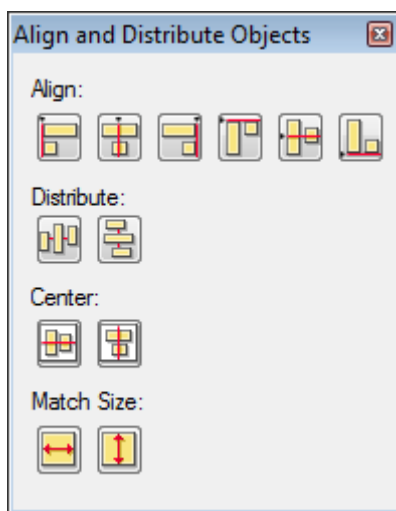 Align and Distribute Objects
Align:
Distribute:
Center:
Match Size: